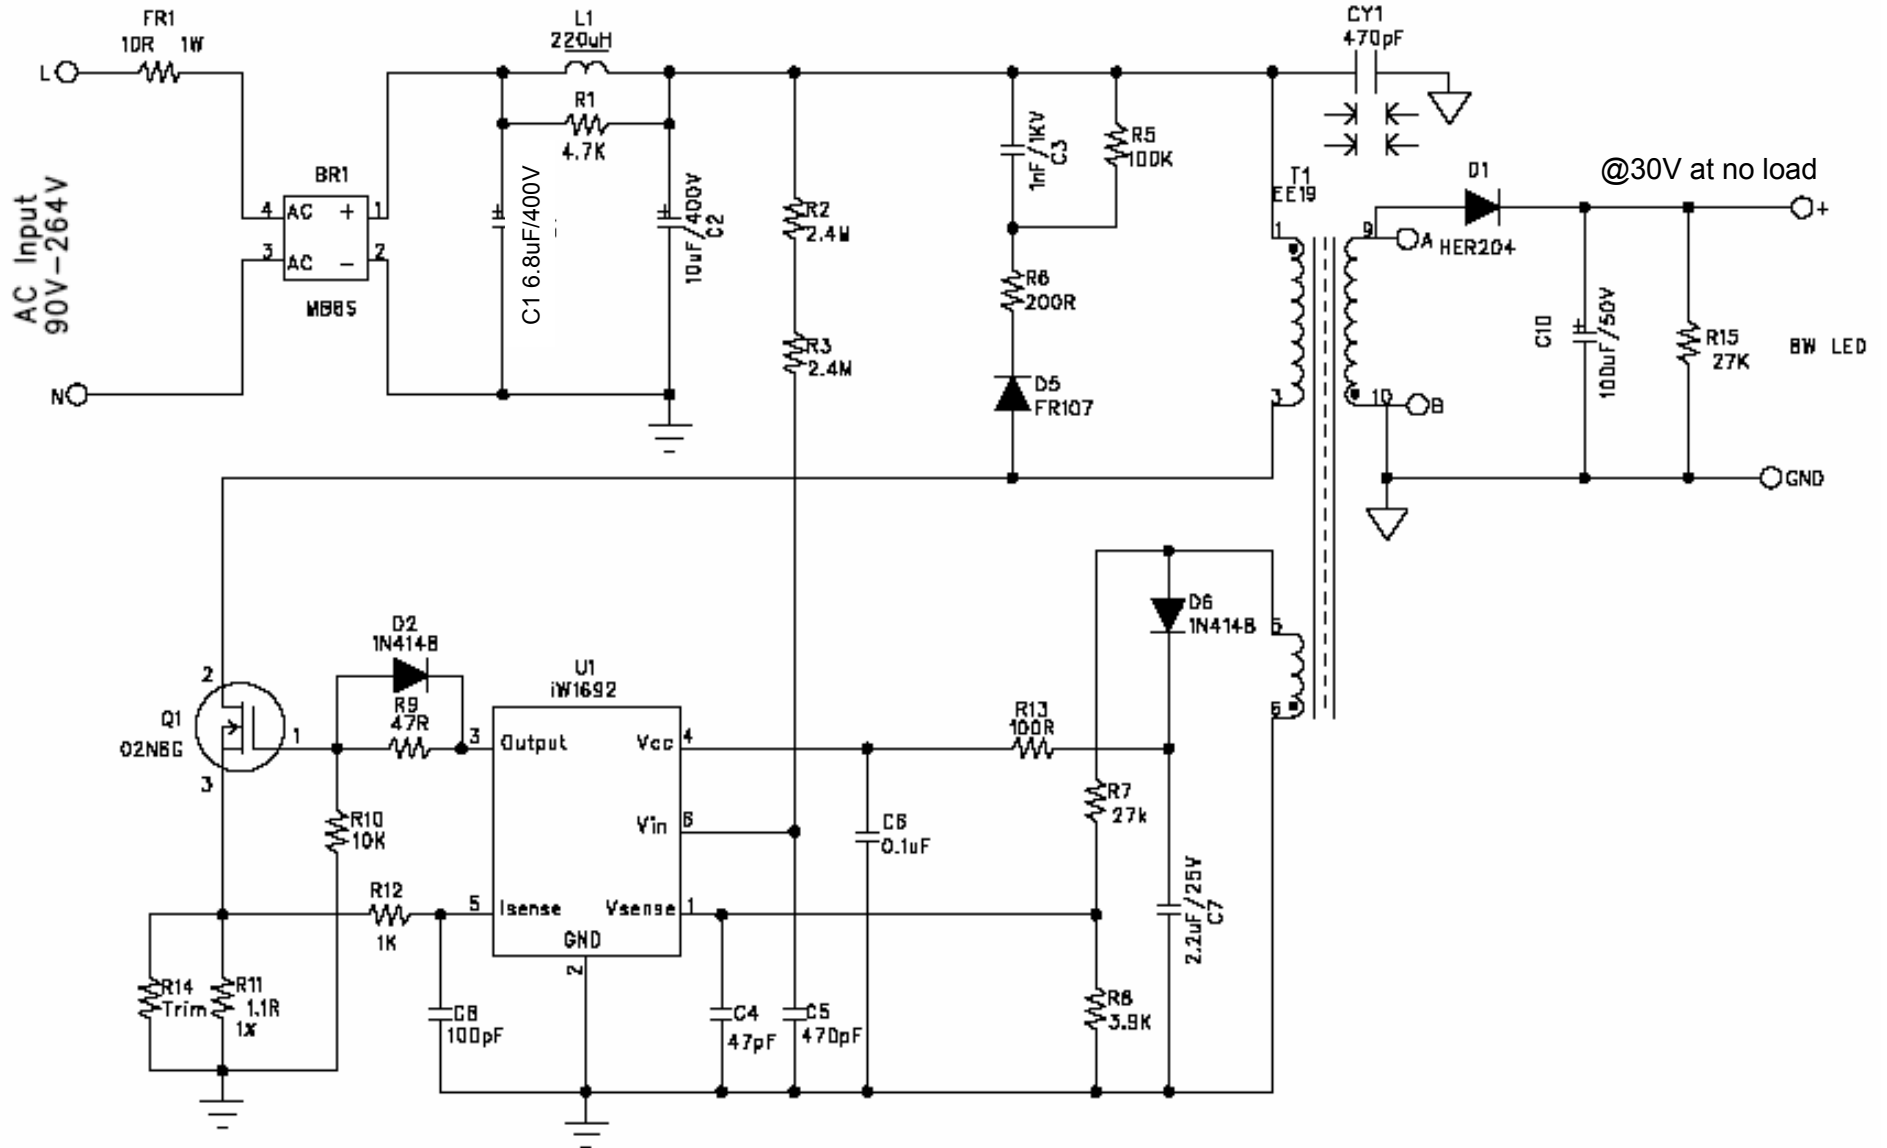 FR1
10R 1W
L
L1
220uH
R1
4.7K
CY1
470pF
AC Input
90V-264V
BR1
4 AC + 1
3 AC - 2
MB6S
N
C1 6.8uF/400V
+
10uF/400V
C2
+
R2
2.4M
R3
2.4M
1nF/1KV
C3
R5
100K
R6
200R
D5
FR107
T1
EE19
1
3
9
A
10
B
D1
HER204
@30V at no load
+
C10
100uF/50V
+
R15
27K
8W LED
GND
D2
1N4148
R9
47R
Q1
02N6G
2
1
3
R10
10K
U1
iW1692
3 Output
Vcc 4
Vin 6
5 Isense
Vsense 1
GND
2
R13
100R
D6
1N4148
5
6
R7
27k
C6
0.1uF
2.2uF/25V
C7
R12
1K
R14
Trim
R11
1.1R
1%
C8
100pF
C4
47pF
C5
470pF
R8
3.9K